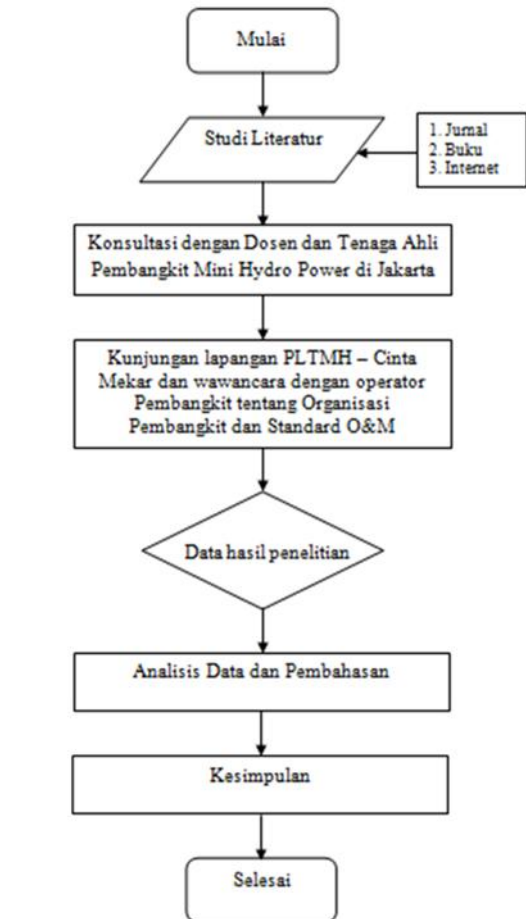 Mulai
Studi Literatur
1. Jurnal
2. Buku
3. Internet
Konsultasi dengan Dosen dan Tenaga Ahli
Pembangkit Mini Hydro Power di Jakarta
Kunjungan lapangan PLTMH – Cinta
Mekar dan wawancara dengan operator
Pembangkit tentang Organisasi
Pembangkit dan Standard O&M
Data hasil penelitian
Analisis Data dan Pembahasan
Kesimpulan
Selesai